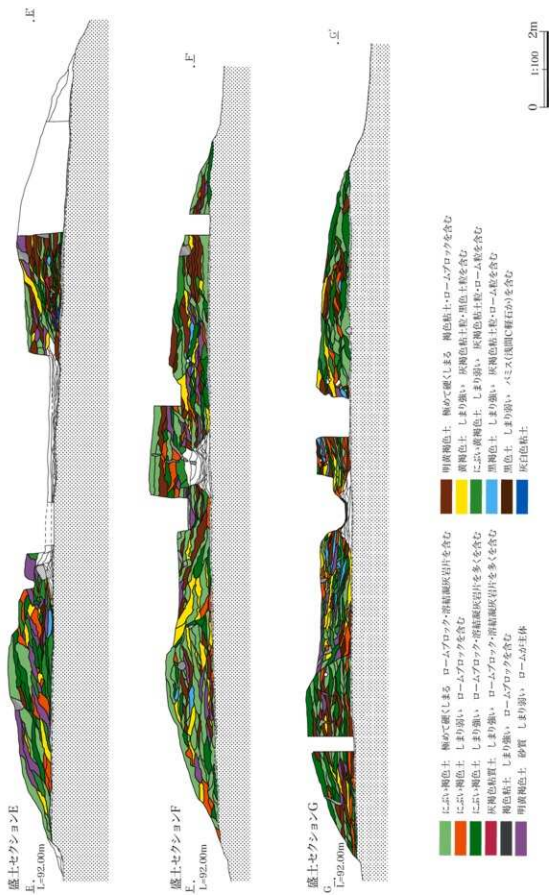 盛土セクションE
E
L=92.00m
E'
盛土セクションF
F
L=92.00m
F'
盛土セクションG
G
L=92.00m
G'
にぶい褐色土 極めて硬くしまる ロームブロック・溶結凝灰岩片を含む
にぶい褐色土 しまり弱い ロームブロックを含む
にぶい褐色土 しまり強い ロームブロック・溶結凝灰岩片を多く含む
灰褐色粘質土 しまり強い ロームブロック・溶結凝灰岩片を多くを含む
褐色粘土 しまり強い ロームブロックを含む
明黄褐色土 砂質 しまり弱い ロームが主体
明黄褐色土 極めて硬くしまる 褐色粘土・ロームブロックを含む
黄褐色土 しまり強い 灰褐色粘土粒・黒色土粒を含む
にぶい黄褐色土 しまり弱い 灰褐色粘土粒・ローム粒を含む
黒褐色土 しまり強い 灰褐色粘土粒・ローム粒を含む
黒色土 しまり弱い パミス(浅間C軽石か)を含む
灰白色粘土
0 1:100 2m